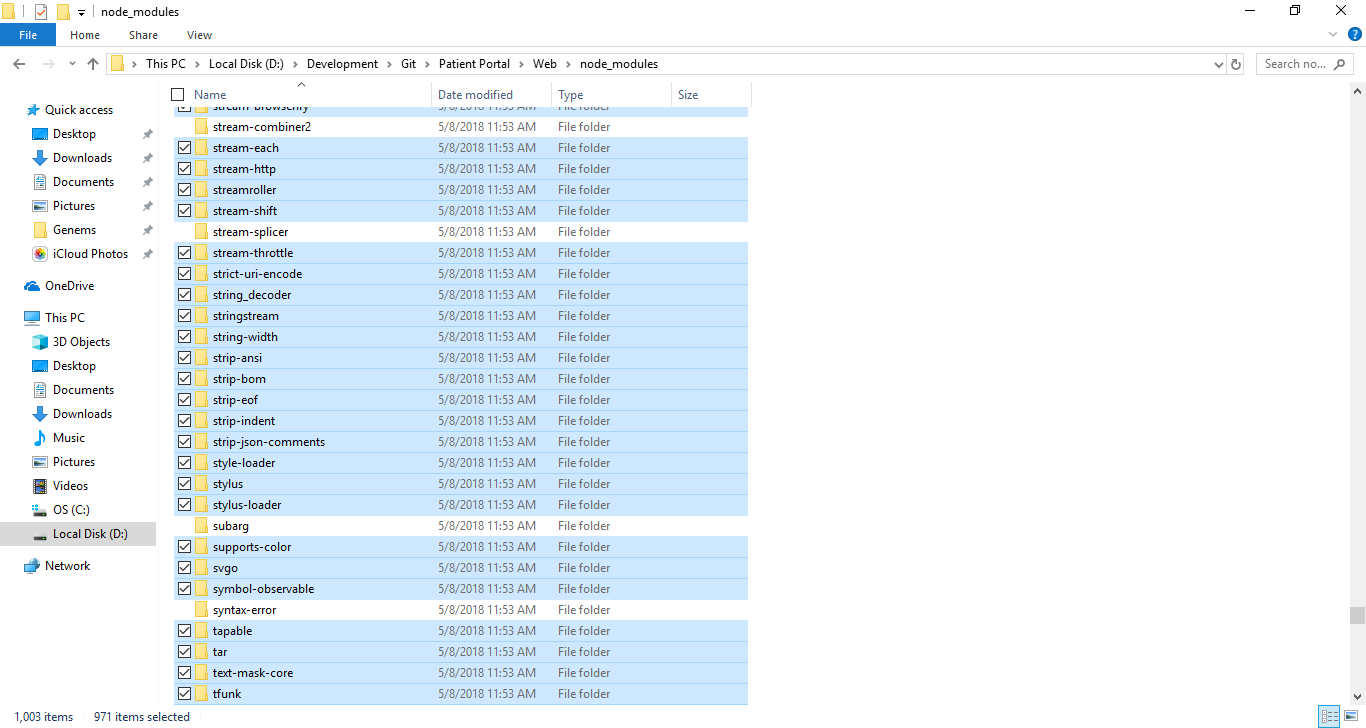 node_modules
File Home Share View
This PC Local Disk (D:) Development Git Patient Portal Web node_modules Search no...
Name Date modified Type Size
Quick access
Desktop
Downloads
Documents
Pictures
Genems
iCloud Photos
OneDrive
This PC
3D Objects
Desktop
Documents
Downloads
Music
Pictures
Videos
OS (C:)
Local Disk (D:)
Network
stream-browserify 5/8/2018 11:53 AM File folder
stream-combiner2 5/8/2018 11:53 AM File folder
stream-each 5/8/2018 11:53 AM File folder
stream-http 5/8/2018 11:53 AM File folder
streamroller 5/8/2018 11:53 AM File folder
stream-shift 5/8/2018 11:53 AM File folder
stream-splicer 5/8/2018 11:53 AM File folder
stream-throttle 5/8/2018 11:53 AM File folder
strict-uri-encode 5/8/2018 11:53 AM File folder
string_decoder 5/8/2018 11:53 AM File folder
stringstream 5/8/2018 11:53 AM File folder
string-width 5/8/2018 11:53 AM File folder
strip-ansi 5/8/2018 11:53 AM File folder
strip-bom 5/8/2018 11:53 AM File folder
strip-eof 5/8/2018 11:53 AM File folder
strip-indent 5/8/2018 11:53 AM File folder
strip-json-comments 5/8/2018 11:53 AM File folder
style-loader 5/8/2018 11:53 AM File folder
stylus 5/8/2018 11:53 AM File folder
stylus-loader 5/8/2018 11:53 AM File folder
subarg 5/8/2018 11:53 AM File folder
supports-color 5/8/2018 11:53 AM File folder
svgo 5/8/2018 11:53 AM File folder
symbol-observable 5/8/2018 11:53 AM File folder
syntax-error 5/8/2018 11:53 AM File folder
tapable 5/8/2018 11:53 AM File folder
tar 5/8/2018 11:53 AM File folder
text-mask-core 5/8/2018 11:53 AM File folder
tfunk 5/8/2018 11:53 AM File folder
1,003 items 971 items selected